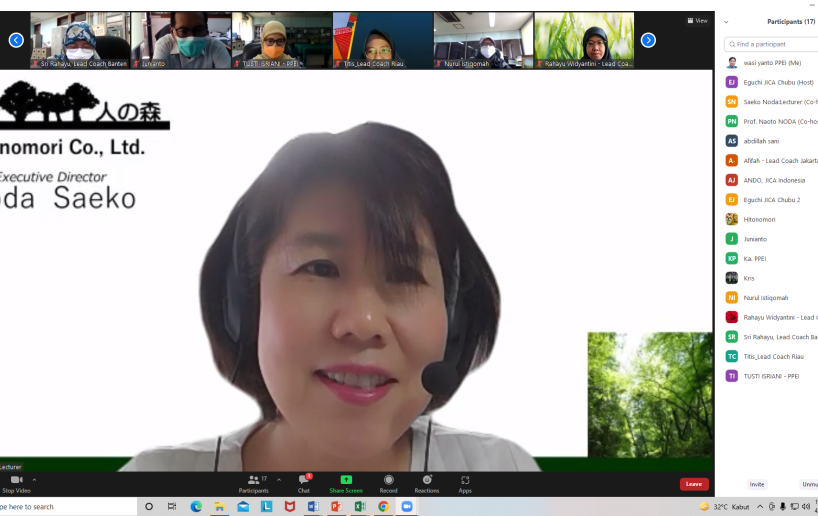 View
Sri Rahayu, Lead Coach Banten
Junianto
TUSTI ISRIANI - PPEI
Titis_Lead Coach Riau
Nurul Istiqomah
Rahayu Widyantini - Lead Coa...
人の森
nomori Co., Ltd.
Executive Director
da Saeko
Lecturer
Participants (17)
Find a participant
wasi yanto PPEI (Me)
EJ Eguchi JICA Chubu (Host)
SN Saeko Noda:Lecturer (Co-h
PN Prof. Naoto NODA (Co-ho
AS abdillah sani
A- Afifah - Lead Coach Jakarta
AJ ANDO, JICA Indonesia
EJ Eguchi JICA Chubu 2
Hitonomori
J Junianto
KP Ka. PPEI
Kris
NI Nurul Istiqomah
Rahayu Widyantini - Lead C
SR Sri Rahayu, Lead Coach Ba
TC Titis_Lead Coach Riau
TI TUSTI ISRIANI - PPEI
Stop Video
17
Participants
1
Chat
Share Screen
Record
Reactions
Apps
Leave
Invite
Unmu
pe here to search
32°C Kabut